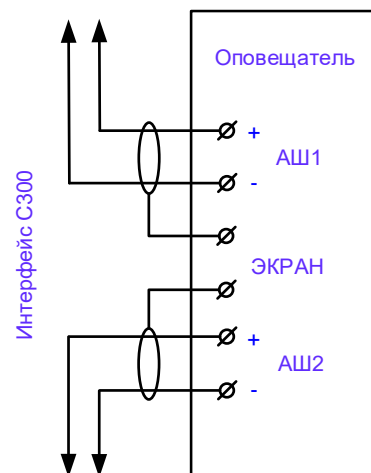 Оповещатель
+
АШ1
-
ЭКРАН
+
АШ2
-
Интерфейс С300